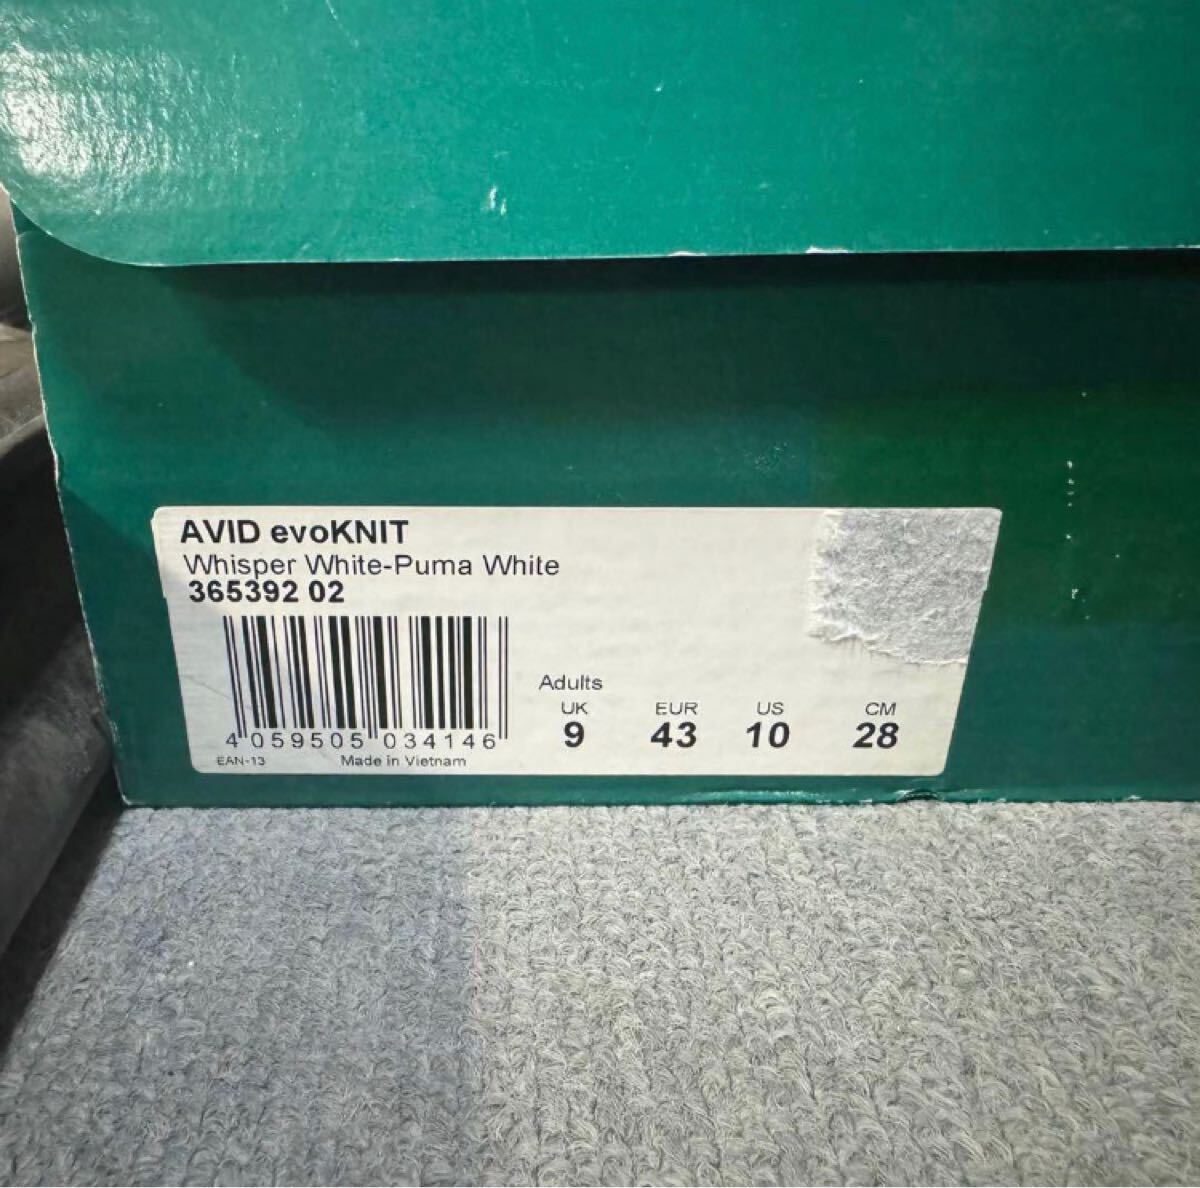 AVID evoKNIT
Whisper White-Puma White
365392 02
Adults
UK EUR US CM
9 43 10 28
4 059505 034146
EAN-13 Made in Vietnam